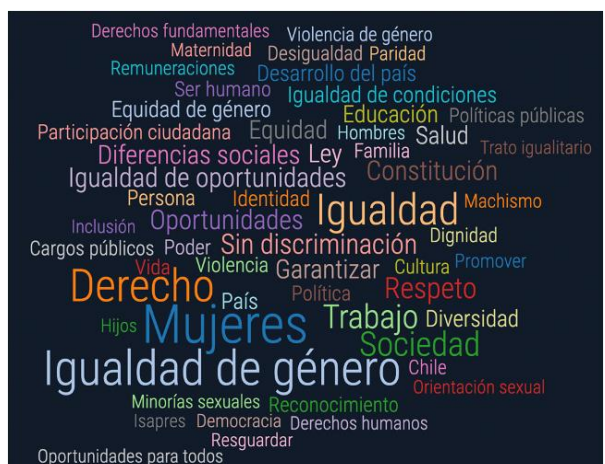 Derechos fundamentales
Violencia de género
Maternidad
Desigualdad
Paridad
Remuneraciones
Desarrollo del país
Ser humano
Igualdad de condiciones
Equidad de género
Educación
Políticas públicas
Participación ciudadana
Equidad
Hombres
Salud
Diferencias sociales
Ley
Familia
Trato igualitario
Igualdad de oportunidades
Constitución
Persona
Identidad
Igualdad
Machismo
Inclusión
Oportunidades
Sin discriminación
Dignidad
Cargos públicos
Poder
Vida
Violencia
Garantizar
Cultura
Promover
Derecho
País
Política
Respeto
Hijos
Mujeres
Trabajo
Diversidad
Sociedad
Igualdad de género
Chile
Orientación sexual
Minorías sexuales
Reconocimiento
Isapres
Democracia
Derechos humanos
Resguardar
Oportunidades para todos